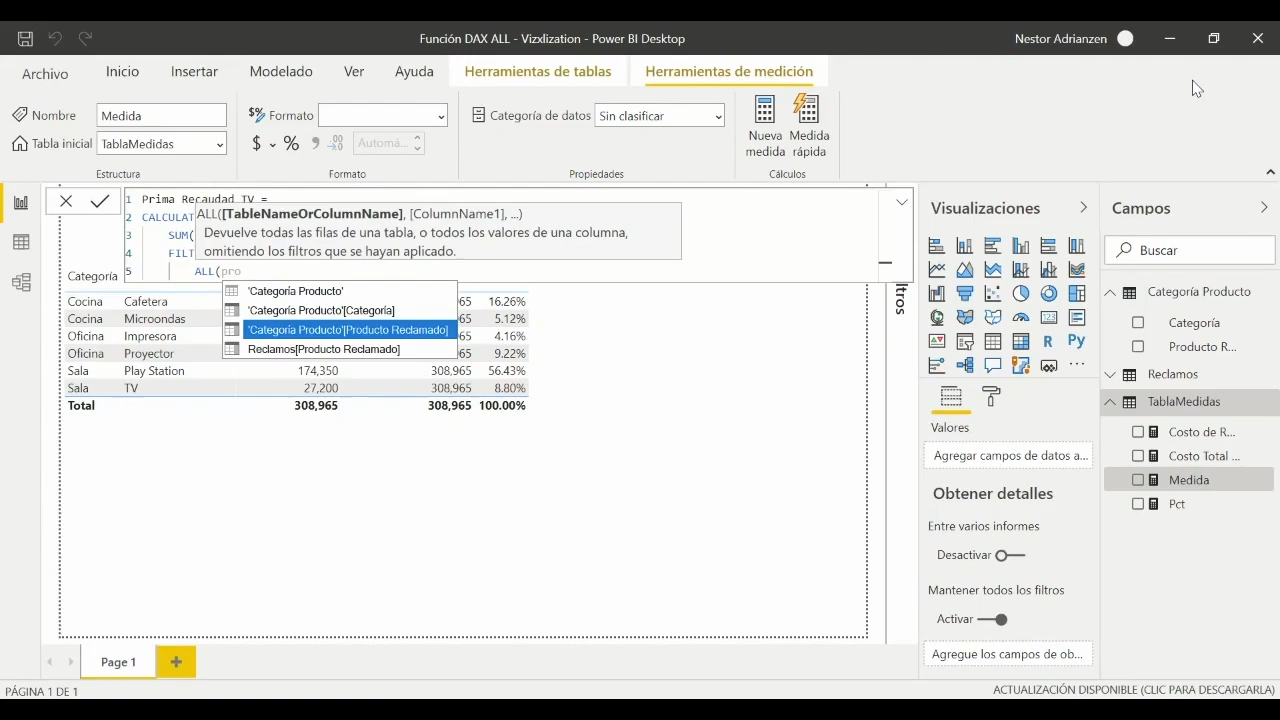 Función DAX ALL - Vizxlization - Power BI Desktop
Nestor Adrianzen
Archivo Inicio Insertar Modelado Ver Ayuda Herramientas de tablas Herramientas de medición
Nombre Medida
Tabla inicial TablaMedidas
Estructura
Formato
$ % Automá...
Formato
Categoría de datos Sin clasificar
Propiedades
Nueva medida
Medida rápida
Cálculos
1 Prima Recaudad TV =
2 CALCULAT
3 SUM(
4 FILT
5 ALL(pro
ALL([TableNameOrColumnName], [ColumnName1], ...)
Devuelve todas las filas de una tabla, o todos los valores de una columna,
omitiendo los filtros que se hayan aplicado.
'Categoría Producto'
'Categoría Producto'[Categoría]
'Categoría Producto'[Producto Reclamado]
Reclamos[Producto Reclamado]
Categoría
Cocina Cafetera 965 16.26%
Cocina Microondas 965 5.12%
Oficina Impresora 965 4.16%
Oficina Proyector 965 9.22%
Sala Play Station 174,350 308,965 56.43%
Sala TV 27,200 308,965 8.80%
Total 308,965 308,965 100.00%
ltros
Visualizaciones
R Py
...
Valores
Agregar campos de datos a...
Obtener detalles
Entre varios informes
Desactivar
Mantener todos los filtros
Activar
Agregue los campos de ob...
Campos
Buscar
Categoría Producto
Categoría
Producto R...
Reclamos
TablaMedidas
Costo de R...
Costo Total ...
Medida
Pct
Page 1
PÁGINA 1 DE 1
ACTUALIZACIÓN DISPONIBLE (CLIC PARA DESCARGARLA)